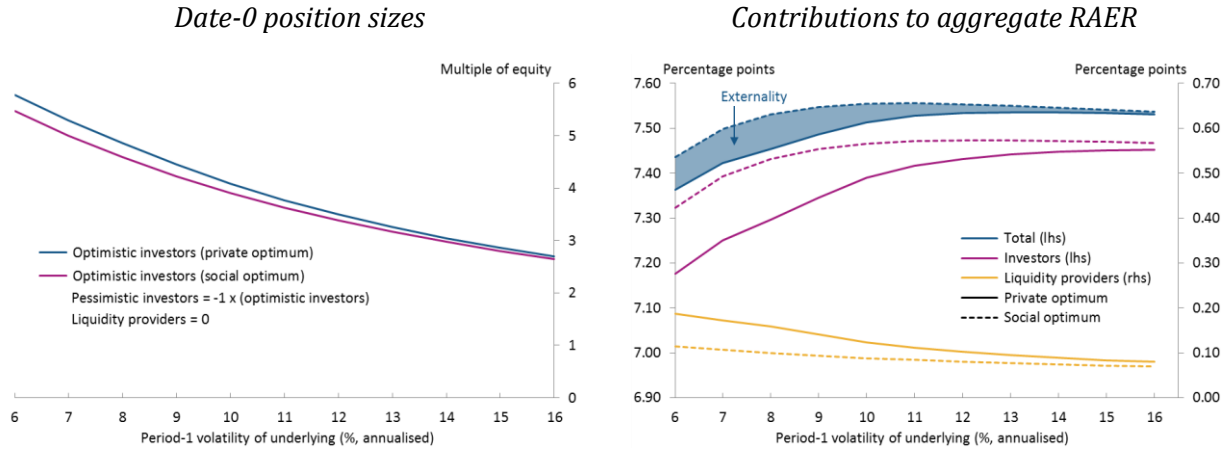 Date-0 position sizes
Multiple of equity
6
5
4
3
2
1
0
Optimistic investors (private optimum)
Optimistic investors (social optimum)
Pessimistic investors = -1 x (optimistic investors)
Liquidity providers = 0
6 7 8 9 10 11 12 13 14 15 16
Period-1 volatility of underlying (%, annualised)
Contributions to aggregate RAER
Percentage points
Percentage points
7.60
7.50
7.40
7.30
7.20
7.10
7.00
6.90
Externality
Total (lhs)
Investors (lhs)
Liquidity providers (rhs)
Private optimum
Social optimum
0.70
0.60
0.50
0.40
0.30
0.20
0.10
0.00
6 7 8 9 10 11 12 13 14 15 16
Period-1 volatility of underlying (%, annualised)